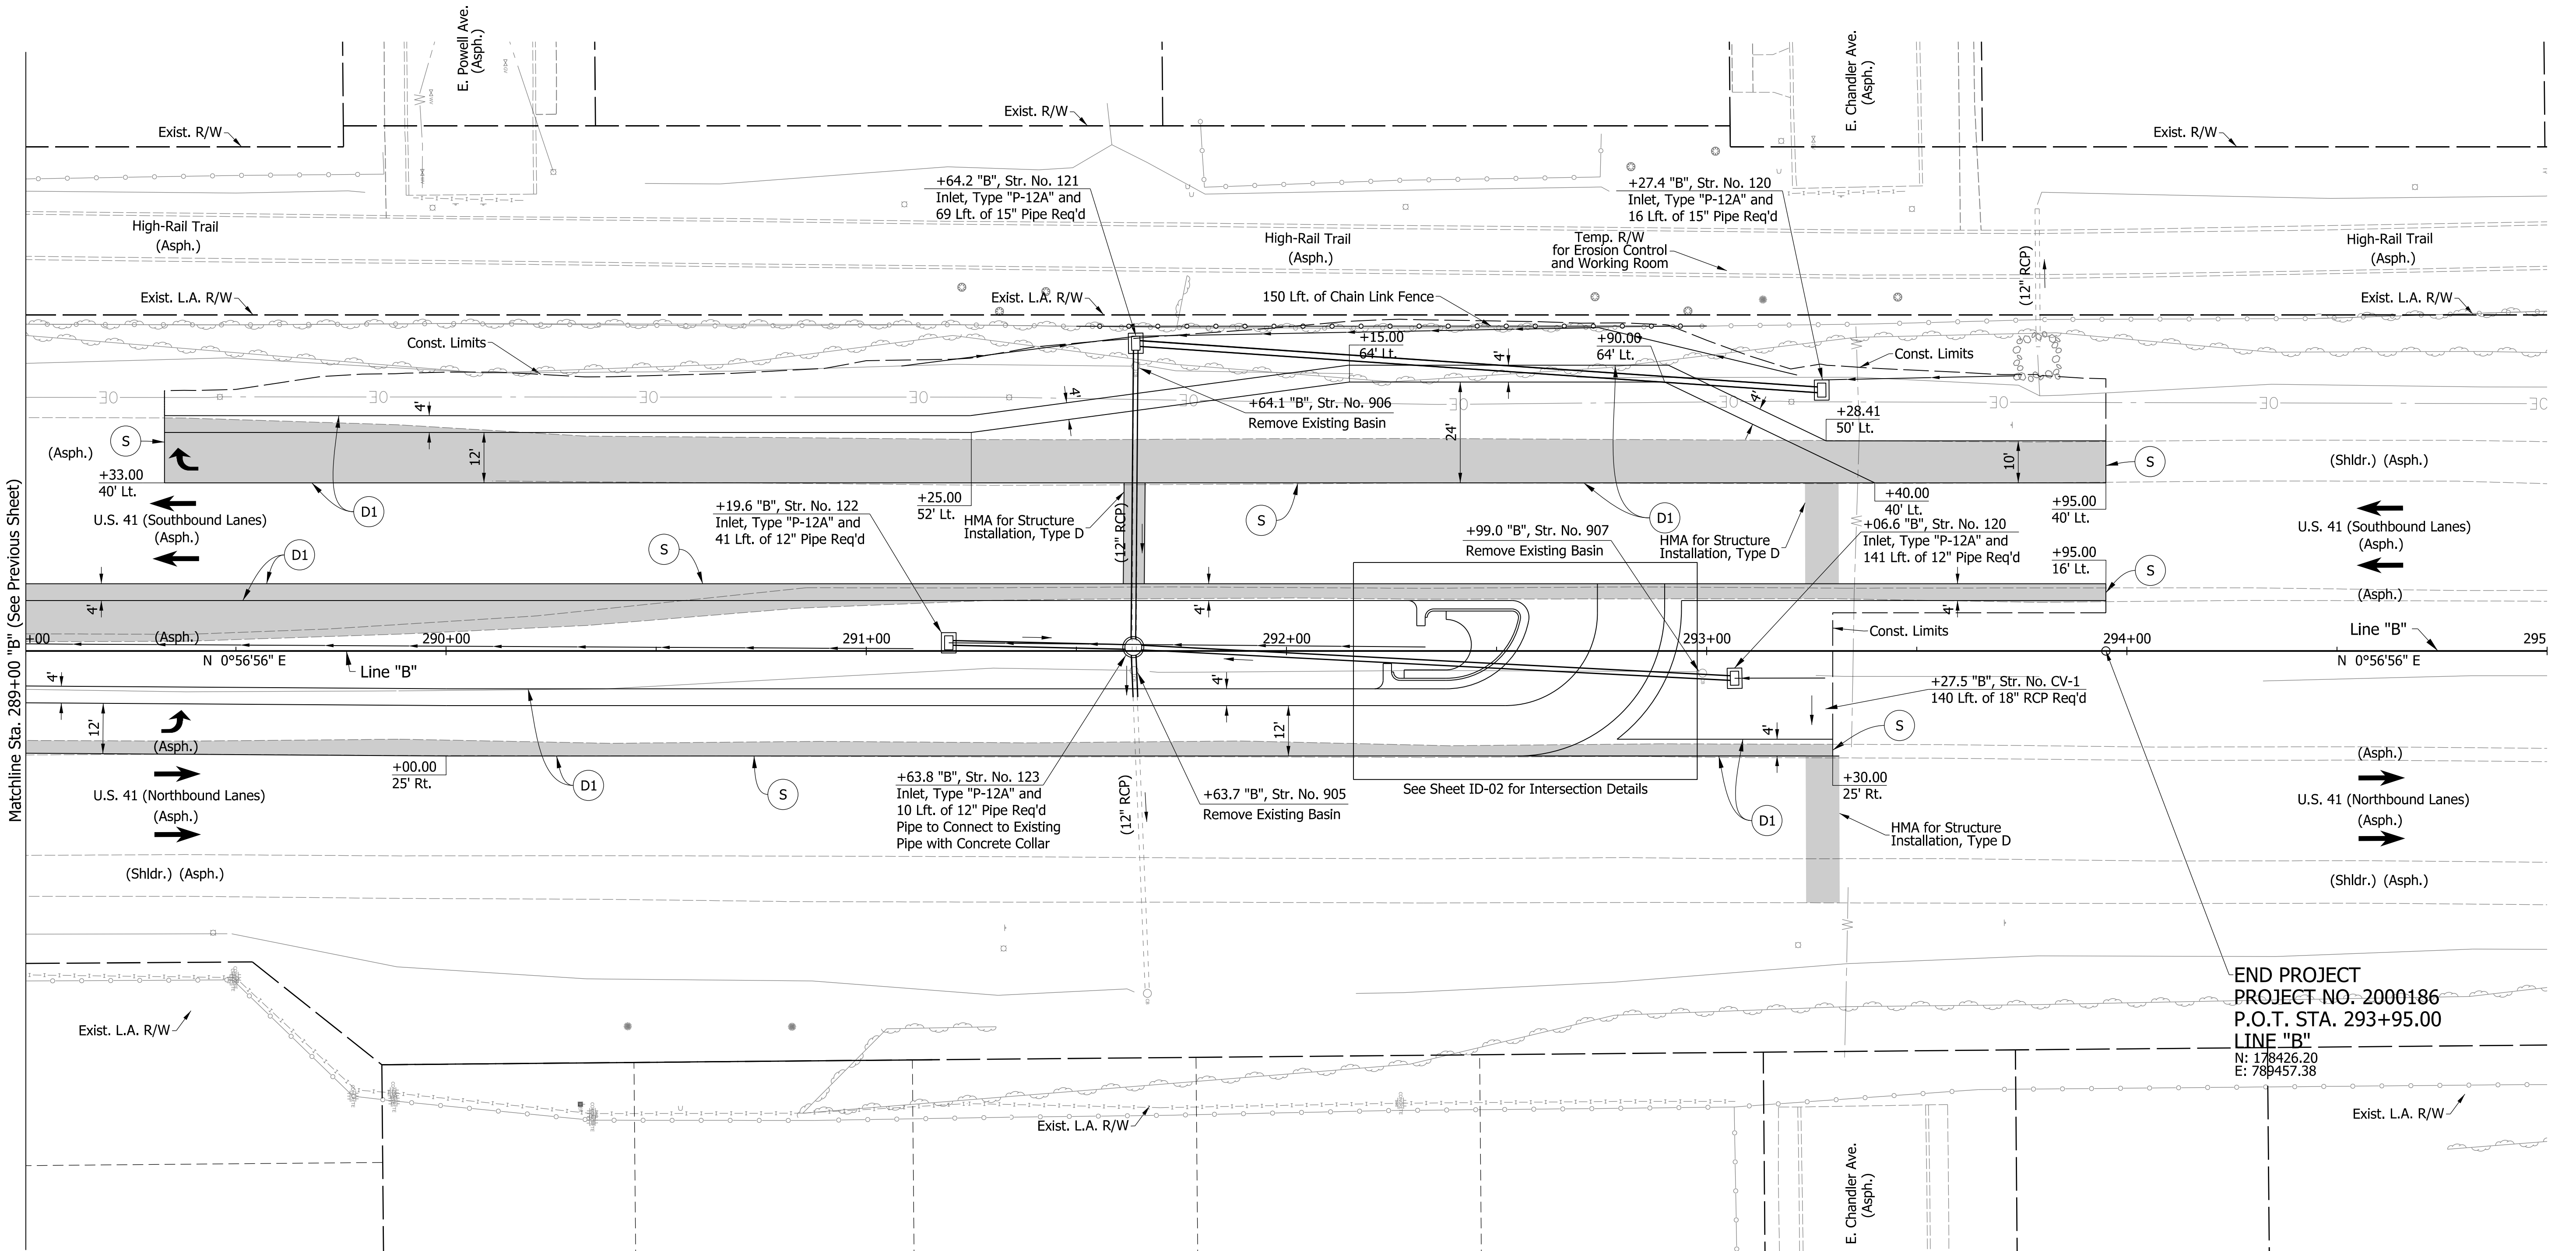 E. Powell Ave.
(Asph.)
E. Chandler Ave.
(Asph.)
Exist. R/W
Exist. R/W
Exist. R/W
+64.2 "B", Str. No. 121
Inlet, Type "P-12A" and
69 Lft. of 15" Pipe Req'd
+27.4 "B", Str. No. 120
Inlet, Type "P-12A" and
16 Lft. of 15" Pipe Req'd
High-Rail Trail
(Asph.)
High-Rail Trail
(Asph.)
Temp. R/W
for Erosion Control
and Working Room
High-Rail Trail
(Asph.)
(12" RCP)
Exist. L.A. R/W
Exist. L.A. R/W
150 Lft. of Chain Link Fence
Exist. L.A. R/W
Const. Limits
+15.00
64' Lt.
4'
+90.00
64' Lt.
Const. Limits
30
30
30
30
30
30
30
30
30
30
4'
4'
4'
+64.1 "B", Str. No. 906
Remove Existing Basin
+28.41
50' Lt.
S
(Asph.)
12'
24'
10'
S
(Shldr.) (Asph.)
+33.00
40' Lt.
D1
+25.00
52' Lt.
+40.00
40' Lt.
+95.00
40' Lt.
U.S. 41 (Southbound Lanes)
(Asph.)
+19.6 "B", Str. No. 122
Inlet, Type "P-12A" and
41 Lft. of 12" Pipe Req'd
HMA for Structure
Installation, Type D
(12" RCP)
S
D1
+99.0 "B", Str. No. 907
Remove Existing Basin
HMA for Structure
Installation, Type D
+06.6 "B", Str. No. 120
Inlet, Type "P-12A" and
141 Lft. of 12" Pipe Req'd
U.S. 41 (Southbound Lanes)
(Asph.)
D1
S
+95.00
16' Lt.
S
4'
4'
4'
(Asph.)
(Asph.)
+00
290+00
291+00
292+00
293+00
294+00
295
N 0°56'56" E
Line "B"
Const. Limits
Line "B"
N 0°56'56" E
Matchline Sta. 289+00 "B" (See Previous Sheet)
4'
4'
+63.7 "B", Str. No. 905
Remove Existing Basin
+27.5 "B", Str. No. CV-1
140 Lft. of 18" RCP Req'd
12'
12'
4'
S
(Asph.)
(Asph.)
+00.00
25' Rt.
D1
S
+63.8 "B", Str. No. 123
Inlet, Type "P-12A" and
10 Lft. of 12" Pipe Req'd
Pipe to Connect to Existing
Pipe with Concrete Collar
(12" RCP)
See Sheet ID-02 for Intersection Details
+30.00
25' Rt.
D1
HMA for Structure
Installation, Type D
U.S. 41 (Northbound Lanes)
(Asph.)
U.S. 41 (Northbound Lanes)
(Asph.)
(Shldr.) (Asph.)
(Shldr.) (Asph.)
END PROJECT
PROJECT NO. 2000186
P.O.T. STA. 293+95.00
LINE "B"
N: 178426.20
E: 789457.38
Exist. L.A. R/W
Exist. L.A. R/W
Exist. L.A. R/W
E. Chandler Ave.
(Asph.)